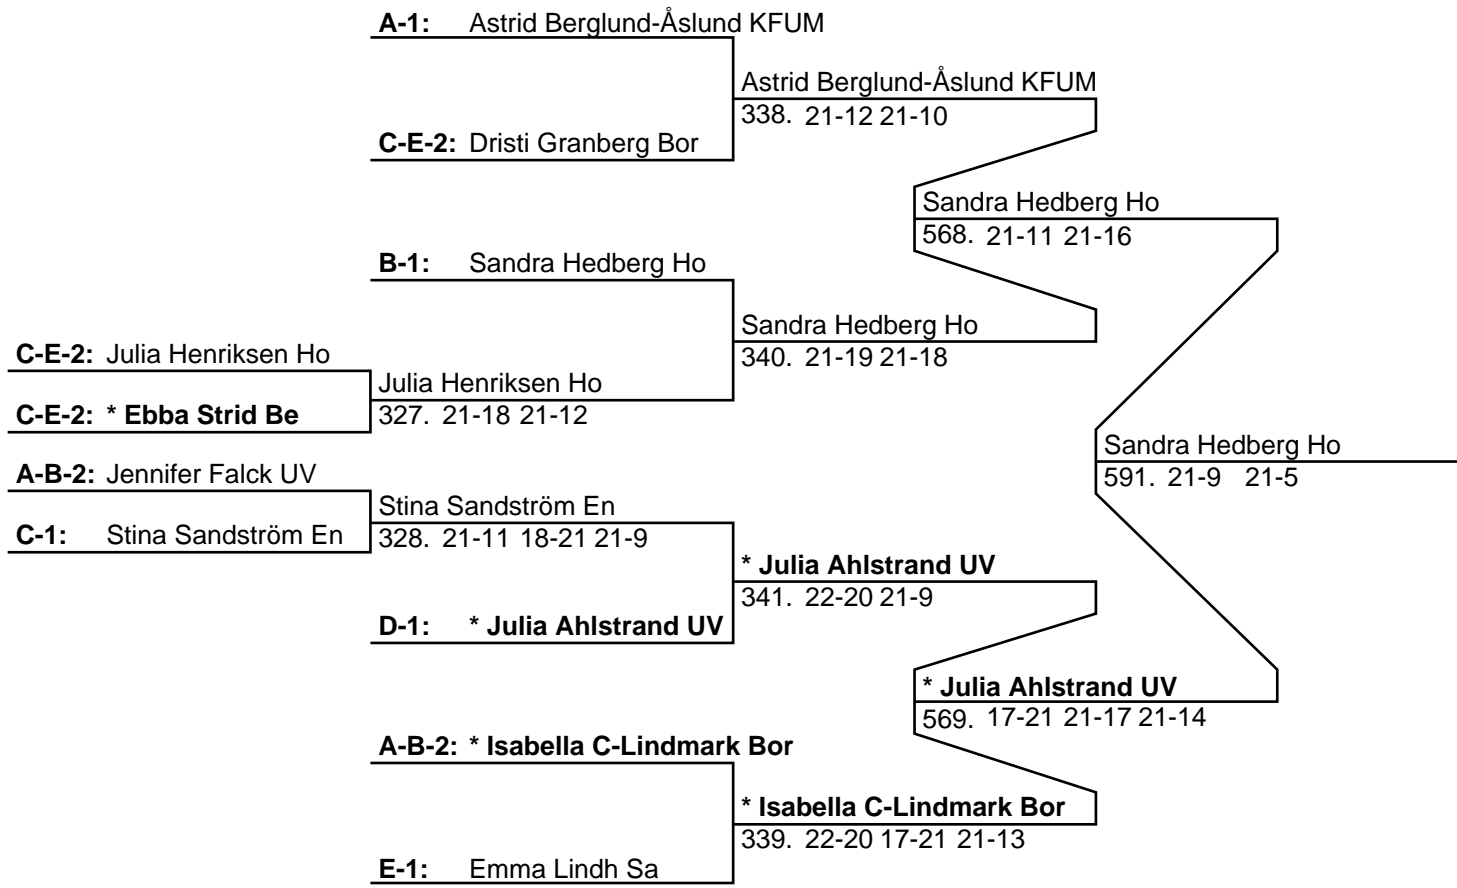 A-1: Astrid Berglund-Åslund KFUM
Astrid Berglund-Åslund KFUM
338. 21-12 21-10
C-E-2: Dristi Granberg Bor
Sandra Hedberg Ho
568. 21-11 21-16
B-1: Sandra Hedberg Ho
Sandra Hedberg Ho
340. 21-19 21-18
C-E-2: Julia Henriksen Ho
Julia Henriksen Ho
327. 21-18 21-12
C-E-2: * Ebba Strid Be
Sandra Hedberg Ho
591. 21-9 21-5
A-B-2: Jennifer Falck UV
Stina Sandström En
328. 21-11 18-21 21-9
C-1: Stina Sandström En
* Julia Ahlstrand UV
341. 22-20 21-9
D-1: * Julia Ahlstrand UV
* Julia Ahlstrand UV
569. 17-21 21-17 21-14
A-B-2: * Isabella C-Lindmark Bor
* Isabella C-Lindmark Bor
339. 22-20 17-21 21-13
E-1: Emma Lindh Sa